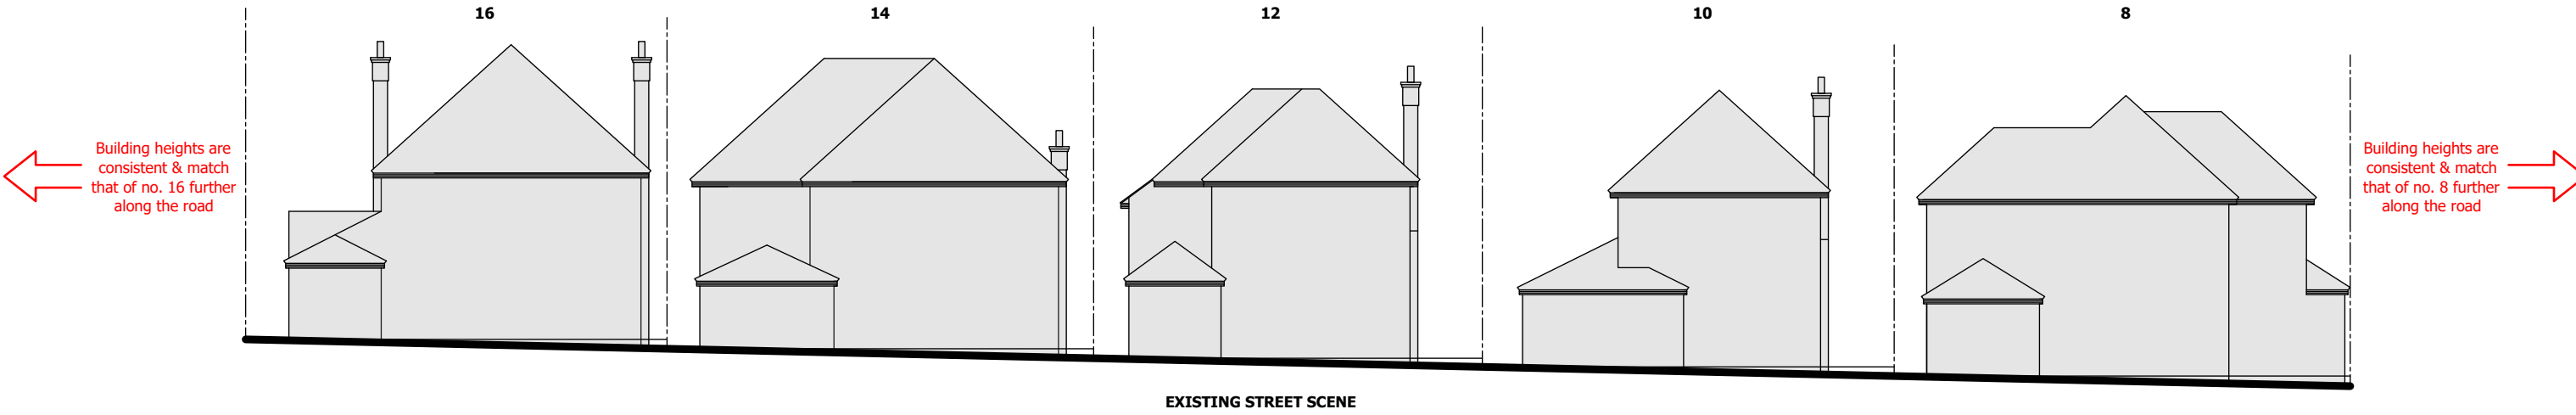 16
14
12
10
8
Building heights are
consistent & match
that of no. 16 further
along the road
Building heights are
consistent & match
that of no. 8 further
along the road
EXISTING STREET SCENE